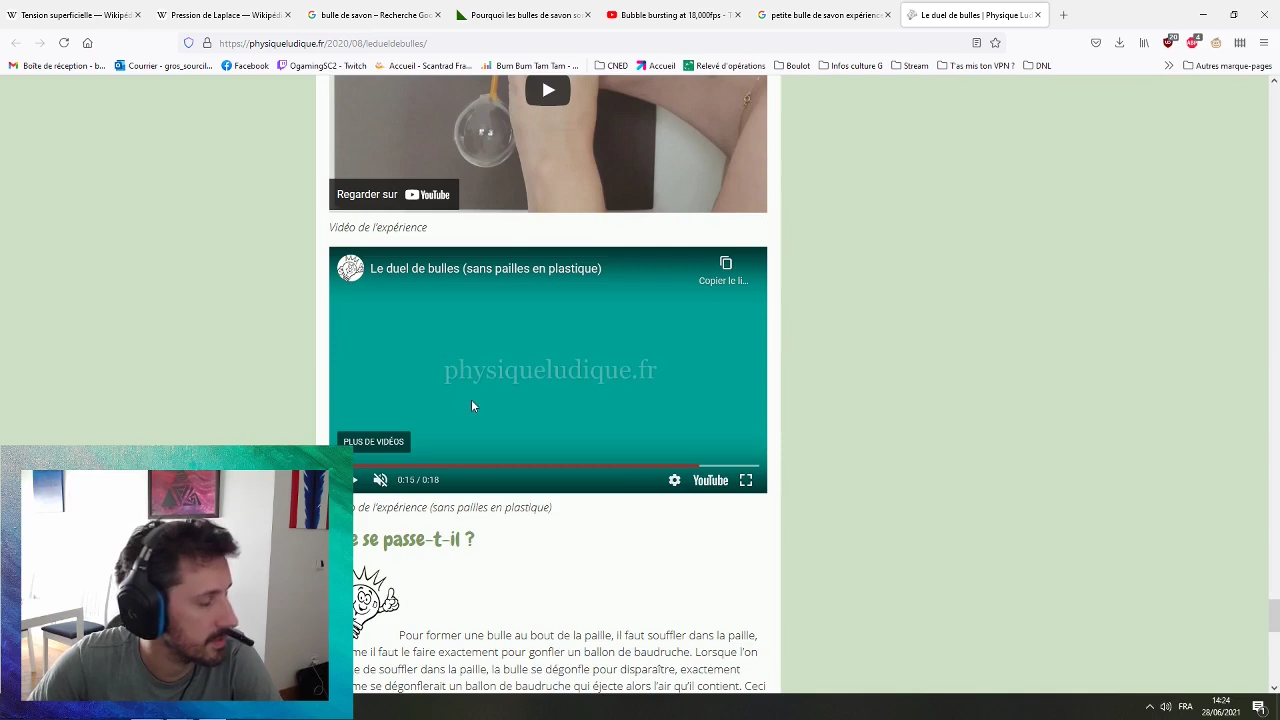 Tension superficielle — Wikipéd
Pression de Laplace — Wikipédi
bulle de savon - Recherche Goo
Pourquoi les bulles de savon so
Bubble bursting at 18,000fps - T
petite bulle de savon expérience
Le duel de bulles | Physique Lud
https://physiqueludique.fr/2020/08/leduedebulles/
20
4
Boîte de réception - b...
Courrier - gros_sourcil...
Facebook
OgamingSC2 - Twitch
Accueil - Scantrad Fra...
Bum Bum Tam Tam - ...
CNED
Accueil
Relevé d'opérations
Boulot
Infos culture G
Stream
T'as mis ton VPN ?
DNL
Autres marque-pages
Regarder sur YouTube
Vidéo de l'expérience
Le duel de bulles (sans pailles en plastique)
Copier le li...
physiqueludique.fr
PLUS DE VIDÉOS
0:15 / 0:18
YouTube
de l'expérience (sans pailles en plastique)
e se passe-t-il ?
Pour former une bulle au bout de la paille, il faut souffler dans la paille,
me il faut le faire exactement pour gonfler un ballon de baudruche. Lorsque l'on
de souffler dans la paille, la bulle se dégonfle pour disparaître, exactement
me se dégonflerait un ballon de baudruche qui éjecte alors l'air qu'il contient. Ceci
FRA
14:24
28/06/2021